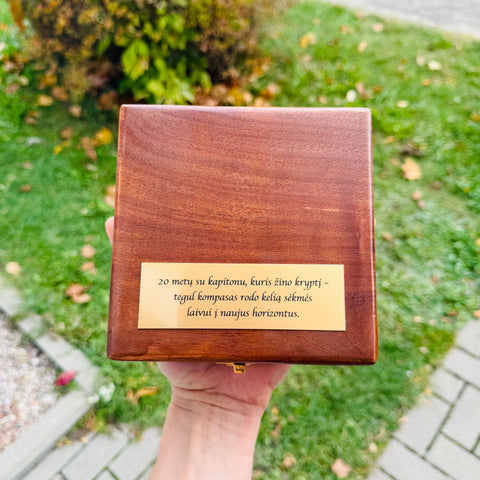 20 metų su kapitonu, kuris žino kryptį –
tegul kompasas rodo kelią sėkmės
laivui į naujus horizontus.